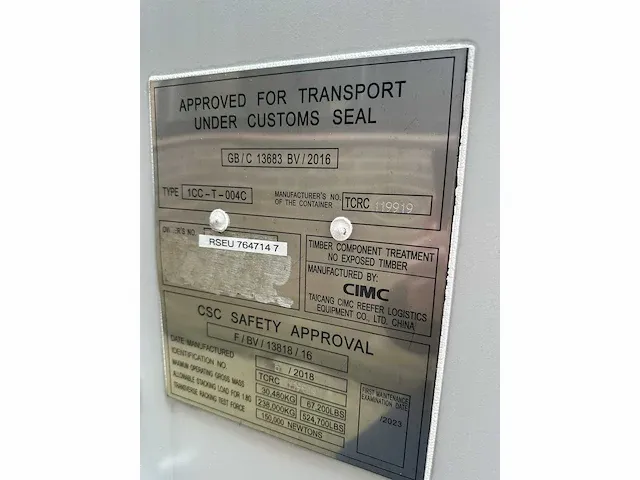 APPROVED FOR TRANSPORT
UNDER CUSTOMS SEAL
GB/C 13683 BV/2016
TYPE 1CC-T-004C
MANUFACTURER'S NO. OF THE CONTAINER TCRC 119919
RSEU 764714 7
TIMBER COMPONENT TREATMENT
NO EXPOSED TIMBER
MANUFACTURED BY:
CIMC
TAICANG CIMC REEFER LOGISTICS
EQUIPMENT CO., LTD. CHINA
CSC SAFETY APPROVAL
F/BV/13818/16
DATE MANUFACTURED /2018
IDENTIFICATION NO. TCRC
MAXIMUM OPERATING GROSS MASS 30,480KG 67,200LBS
ALLOWABLE STACKING LOAD FOR 1.8G 238,000KG 524,700LBS
TRANSVERSE RACKING TEST FORCE 150,000 NEWTONS
FIRST MAINTENANCE
EXAMINATION DATE
/2023